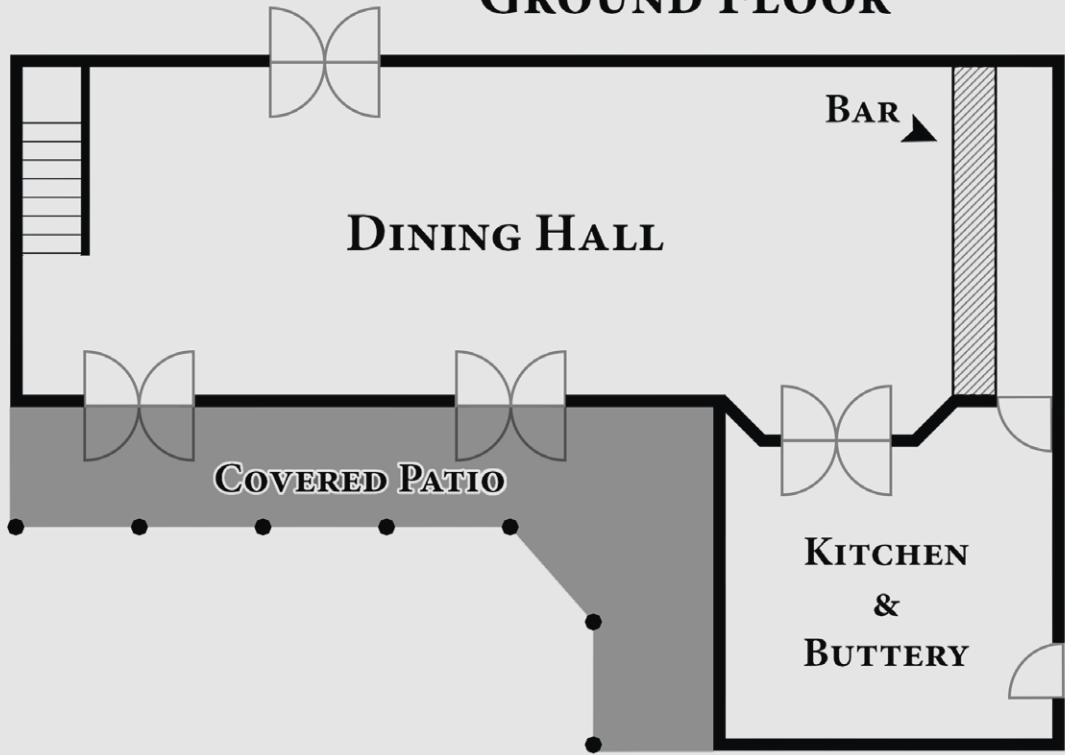 Ground Floor
Bar
Dining Hall
Covered Patio
Kitchen
&
Buttery